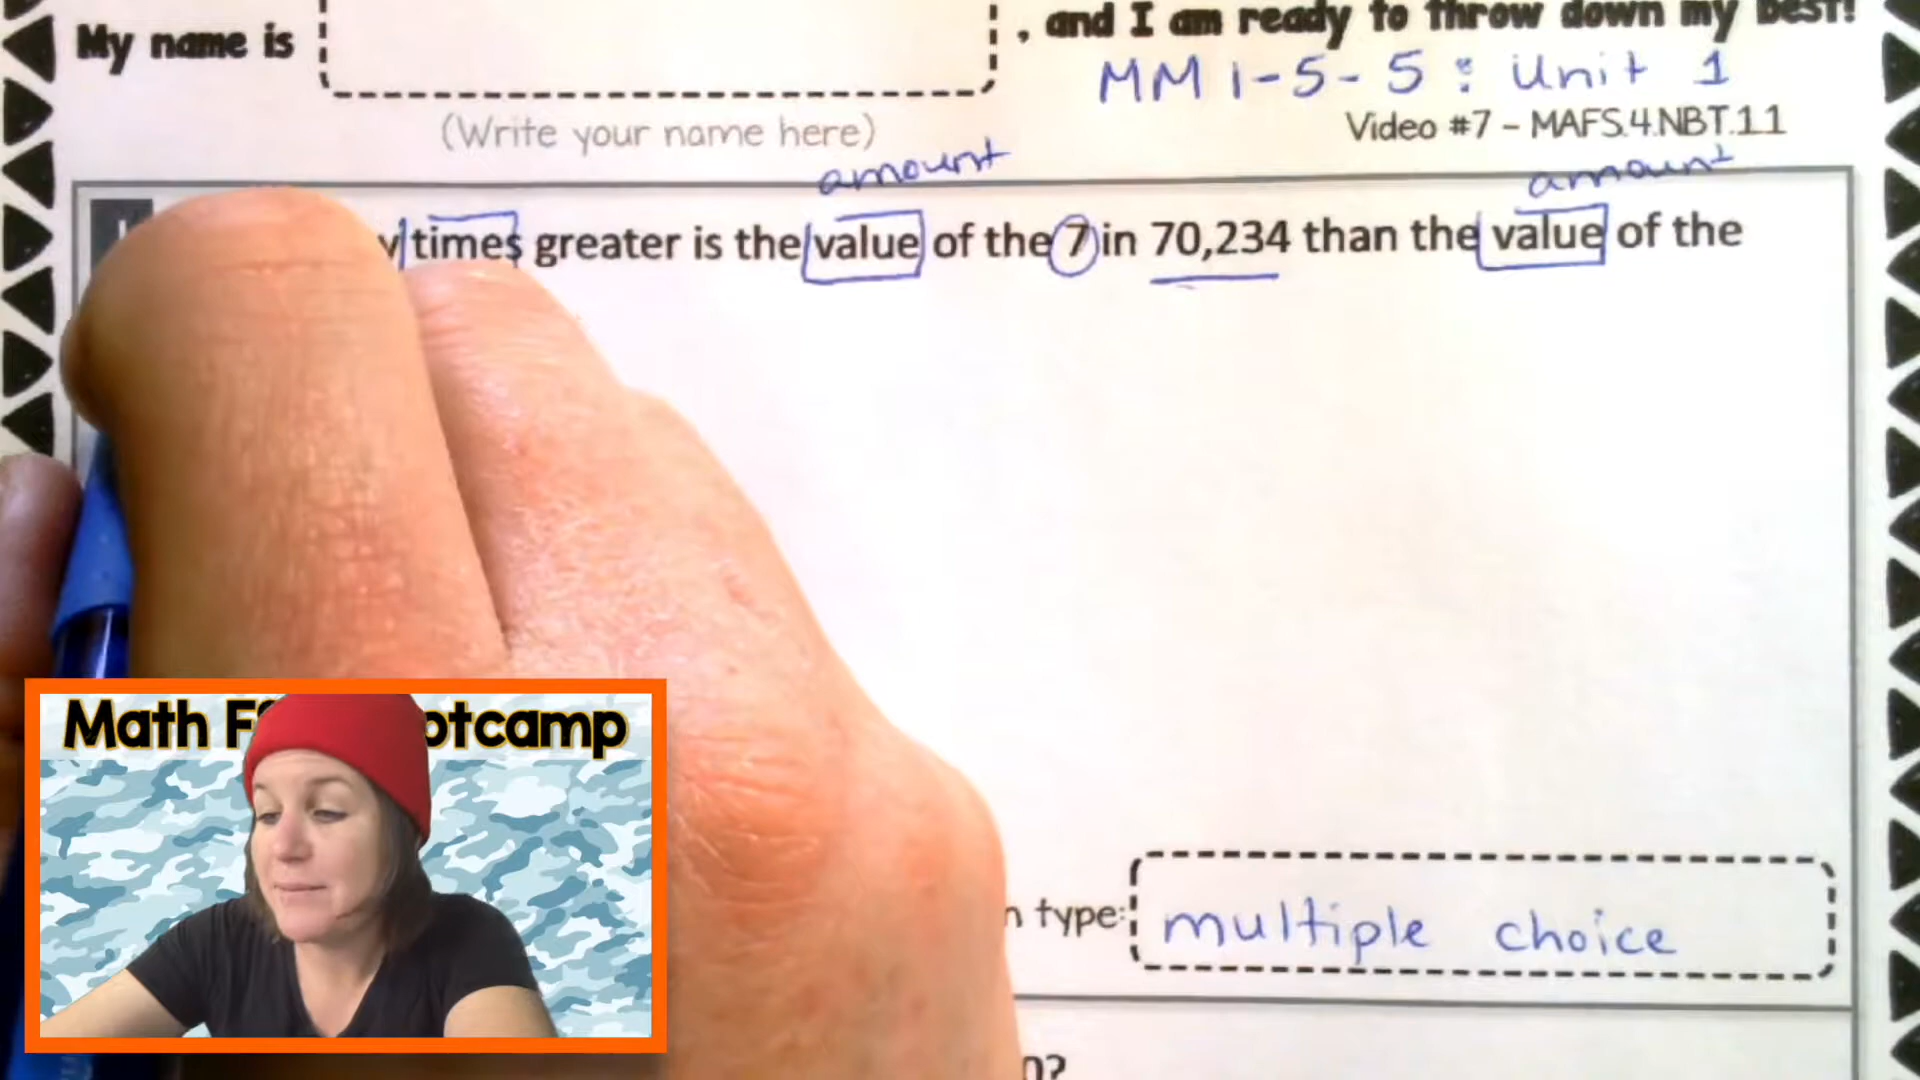 My name is , and I am ready to throw down my best!
MM 1-5-5 : Unit 1
(Write your name here)
Video #7 – MAFS.4.NBT.1.1
amount amount
times greater is the value of the 7 in 70,234 than the value of the
type: multiple choice
Math